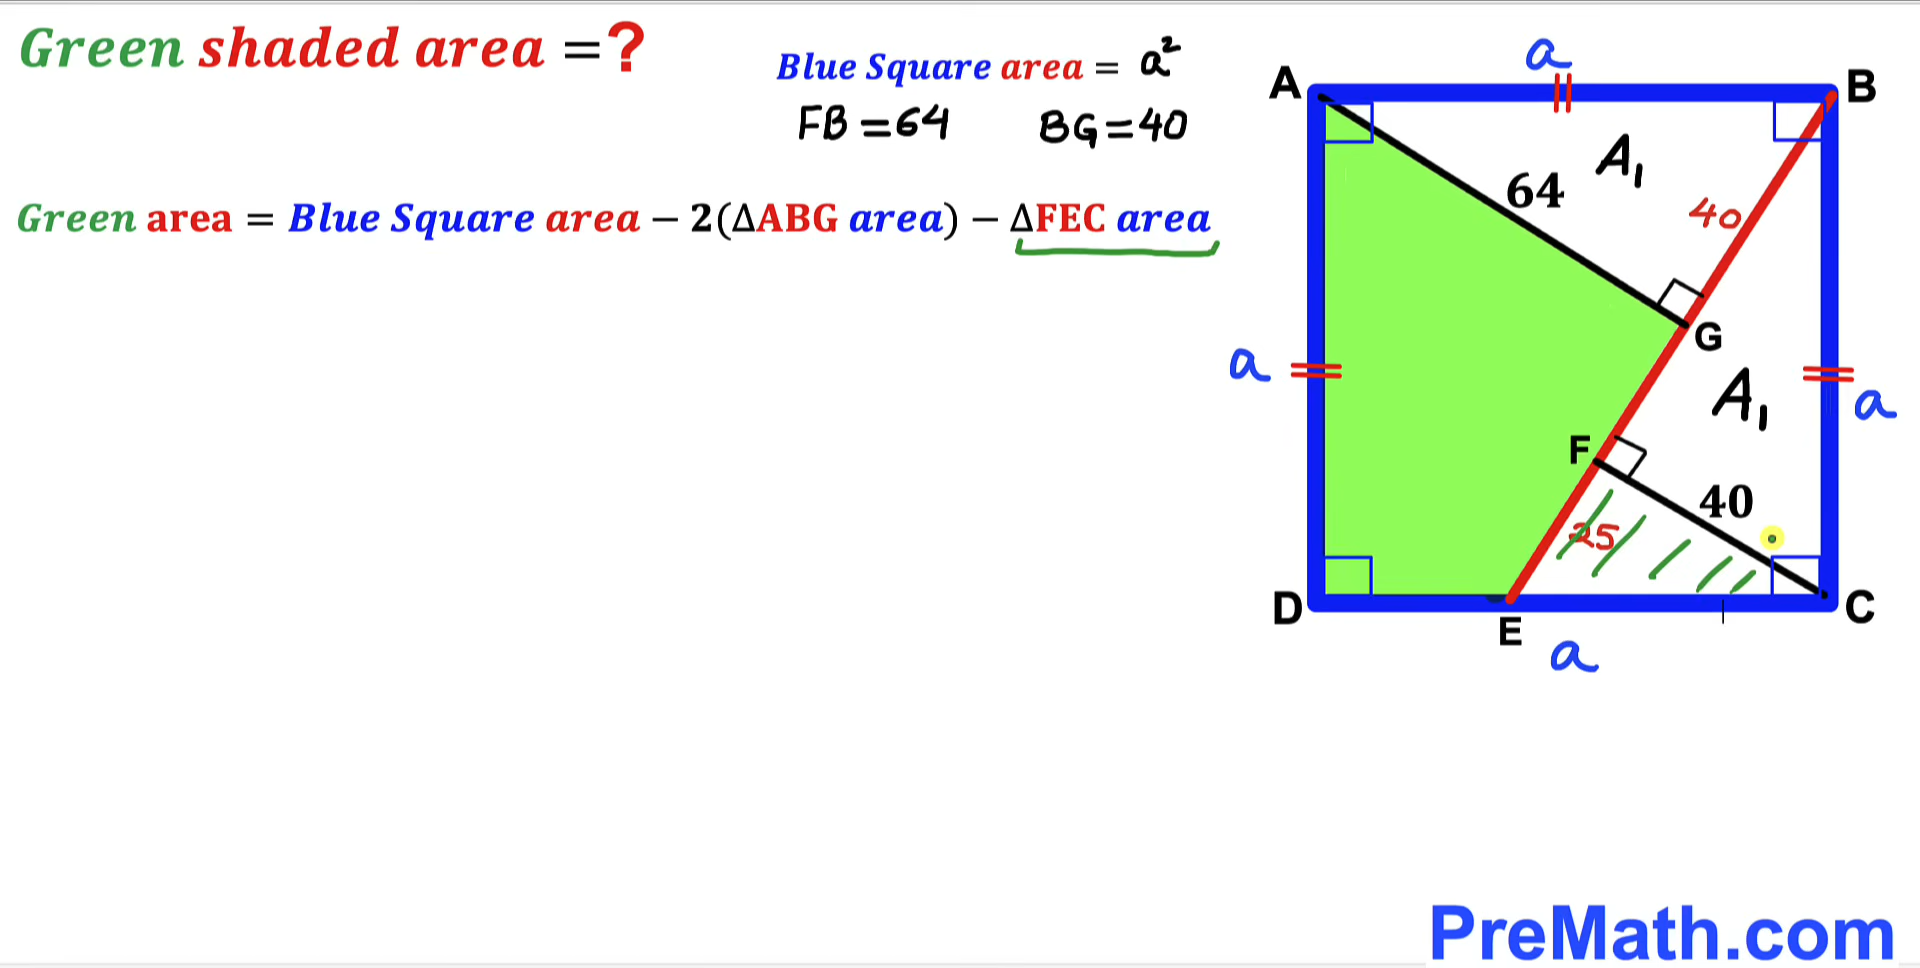 Green shaded area =?
Blue Square area = a²
FB = 64 BG = 40
Green area = Blue Square area − 2(ΔABG area) − ΔFEC area
a
A
B
A₁
64
40
G
a
A₁
a
F
40
25
D
C
E
a
PreMath.com